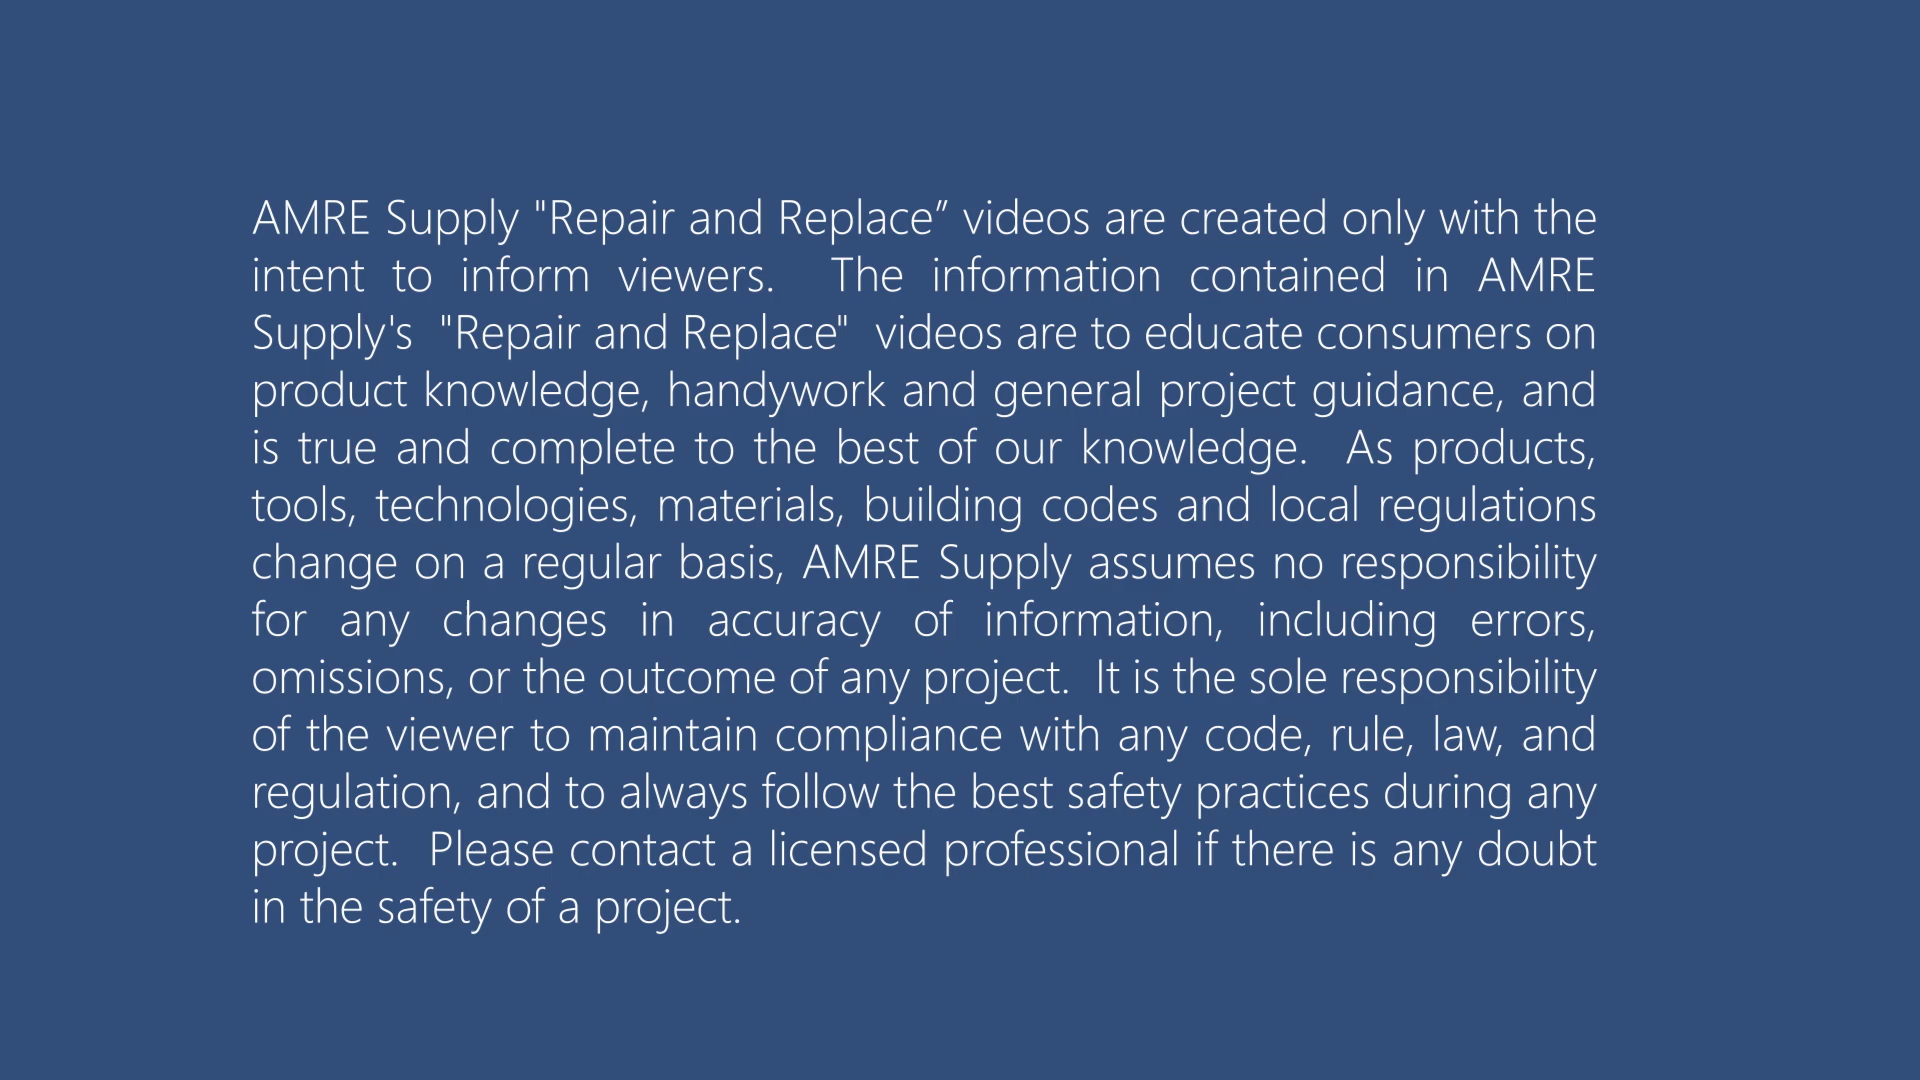 AMRE Supply "Repair and Replace” videos are created only with the
intent to inform viewers.  The information contained in AMRE
Supply's  "Repair and Replace"  videos are to educate consumers on
product knowledge, handywork and general project guidance, and
is true and complete to the best of our knowledge.  As products,
tools, technologies, materials, building codes and local regulations
change on a regular basis, AMRE Supply assumes no responsibility
for any changes in accuracy of information, including errors,
omissions, or the outcome of any project.  It is the sole responsibility
of the viewer to maintain compliance with any code, rule, law, and
regulation, and to always follow the best safety practices during any
project.  Please contact a licensed professional if there is any doubt
in the safety of a project.